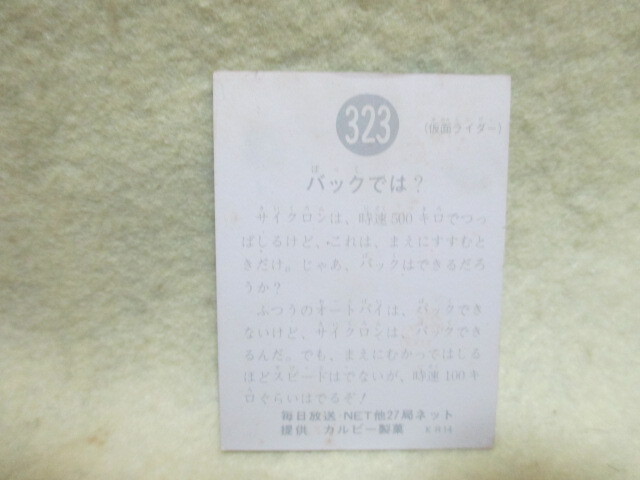 323
(仮面ライダー)
バックでは?
サイクロンは、時速500キロでつっ
ぱしるけど、これは、まえにすすむと
きだけ。じゃあ、バックはできるだろ
うか?
ふつうのオートバイは、バックでき
ないけど、サイクロンは、バックでき
るんだ。でも、まえにむかってはしる
ほどスピードはでないが、時速100キ
ログらいはでるぞ!
毎日放送 NET他27局ネット
提供 カルビー製菓